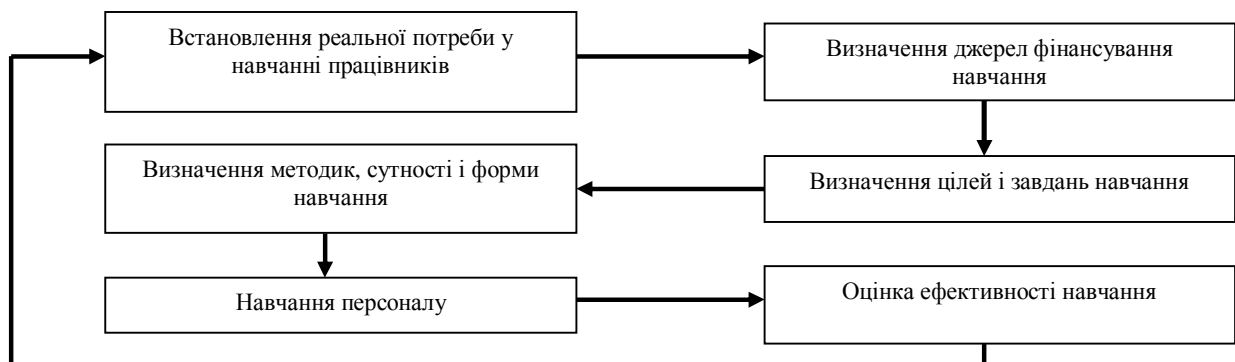 Встановлення реальної потреби у
навчанні працівників
Визначення джерел фінансування
навчання
Визначення методик, сутності і форми
навчання
Визначення цілей і завдань навчання
Навчання персоналу
Оцінка ефективності навчання